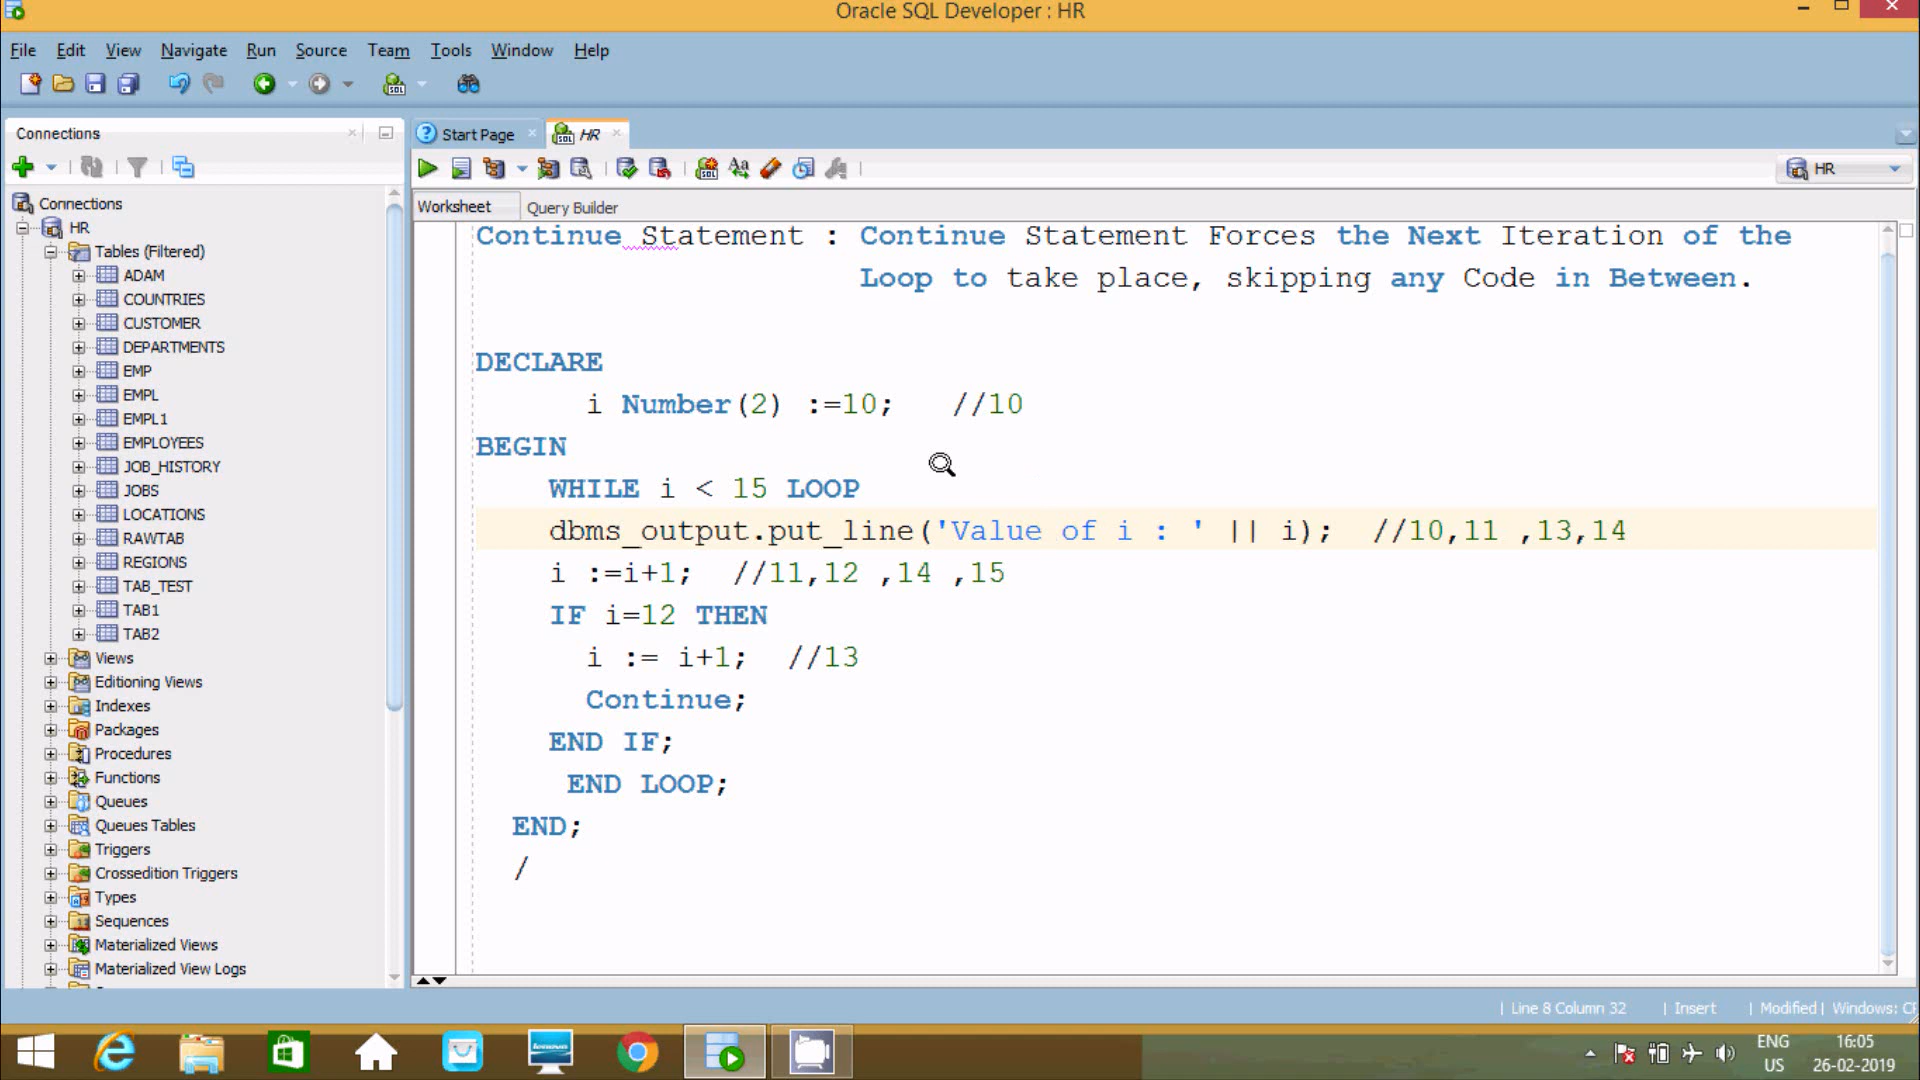 Oracle SQL Developer : HR
File Edit View Navigate Run Source Team Tools Window Help
Connections
Start Page
HR
HR
Worksheet
Query Builder
Connections
HR
Tables (Filtered)
ADAM
COUNTRIES
CUSTOMER
DEPARTMENTS
EMP
EMPL
EMPL1
EMPLOYEES
JOB_HISTORY
JOBS
LOCATIONS
RAWTAB
REGIONS
TAB_TEST
TAB1
TAB2
Views
Editioning Views
Indexes
Packages
Procedures
Functions
Queues
Queues Tables
Triggers
Crossedition Triggers
Types
Sequences
Materialized Views
Materialized View Logs
Continue Statement : Continue Statement Forces the Next Iteration of the
Loop to take place, skipping any Code in Between.
DECLARE
i Number(2) :=10; //10
BEGIN
WHILE i < 15 LOOP
dbms_output.put_line('Value of i : ' || i); //10,11 ,13,14
i :=i+1; //11,12 ,14 ,15
IF i=12 THEN
i := i+1; //13
Continue;
END IF;
END LOOP;
END;
/
| Line 8 Column 32 | Insert | Modified | Windows: CF
ENG
US
16:05
26-02-2019